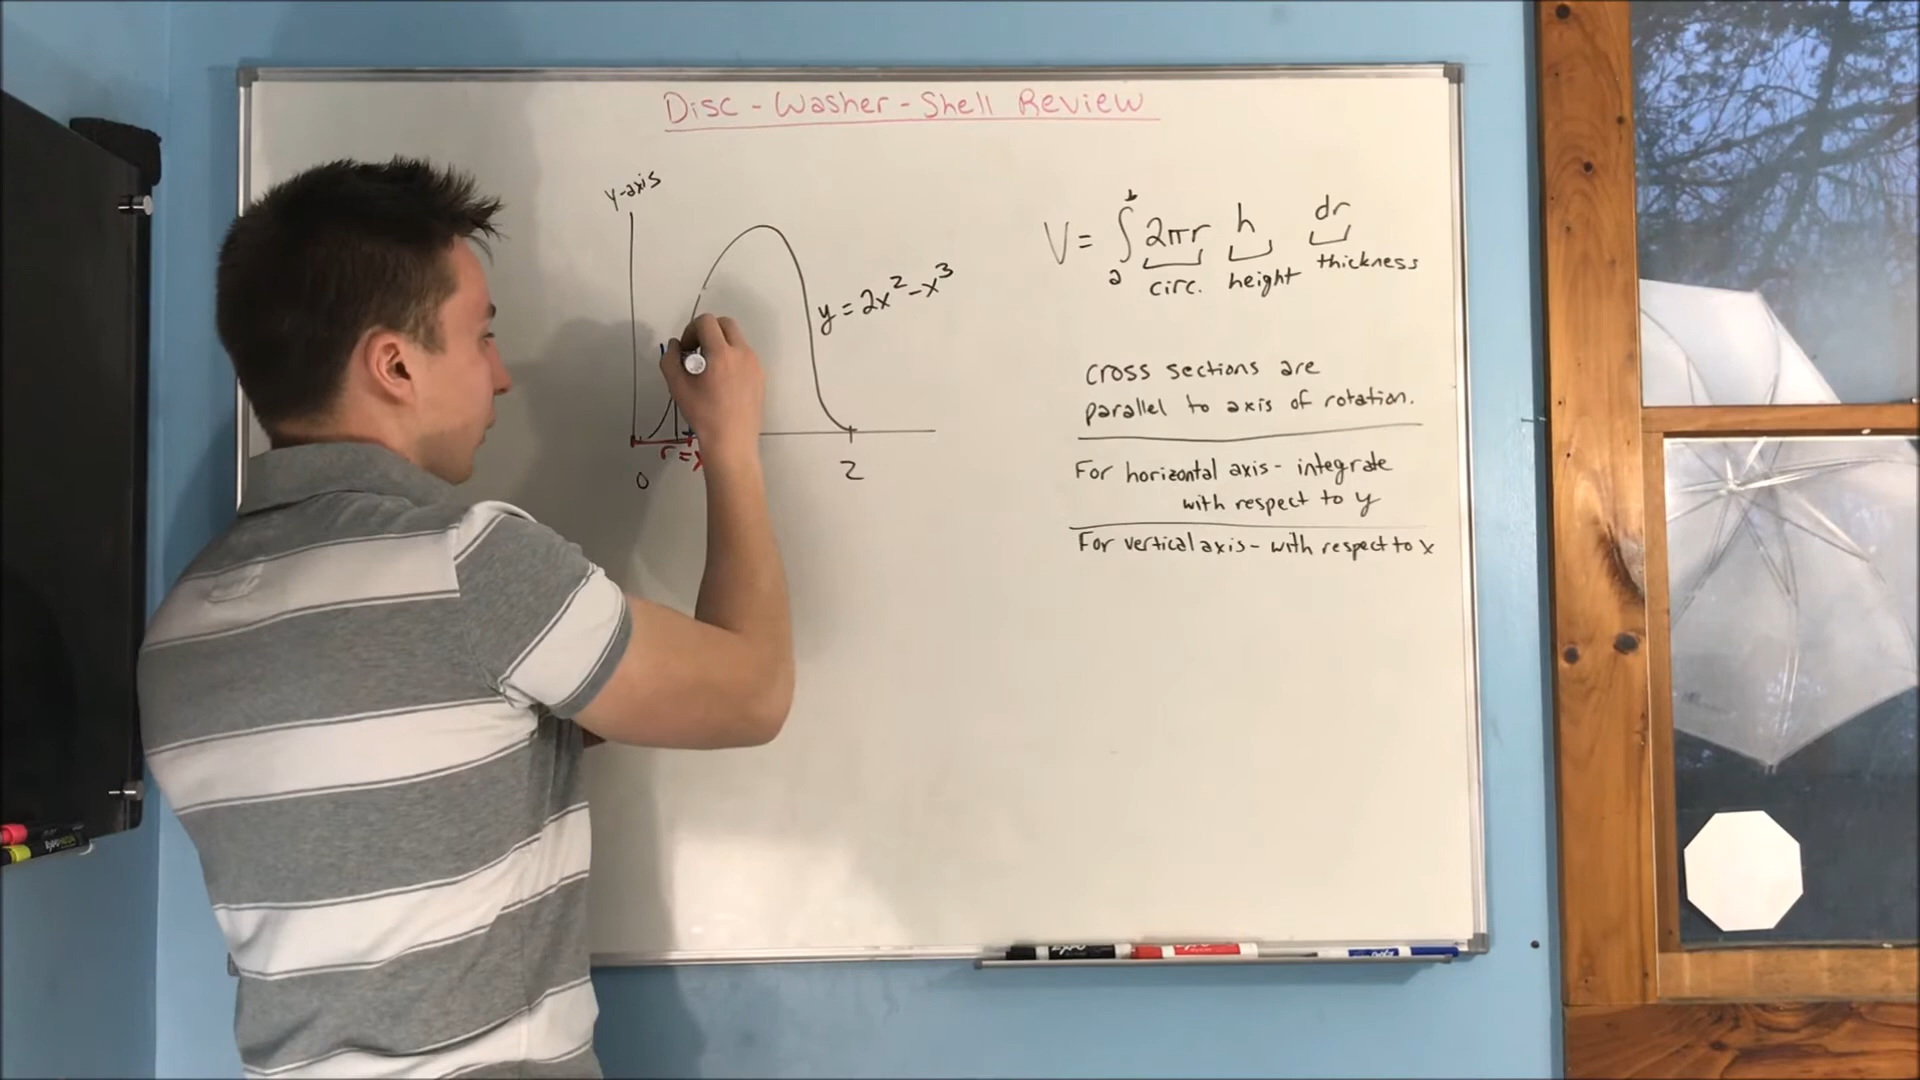 Disc - Washer - Shell Review
y-axis
y = 2x² - x³
r = x
0
2
V = ∫ 2πr h dr
b
a
circ. height thickness
cross sections are
parallel to axis of rotation.
For horizontal axis - integrate
with respect to y
For vertical axis - with respect to x
EXPO